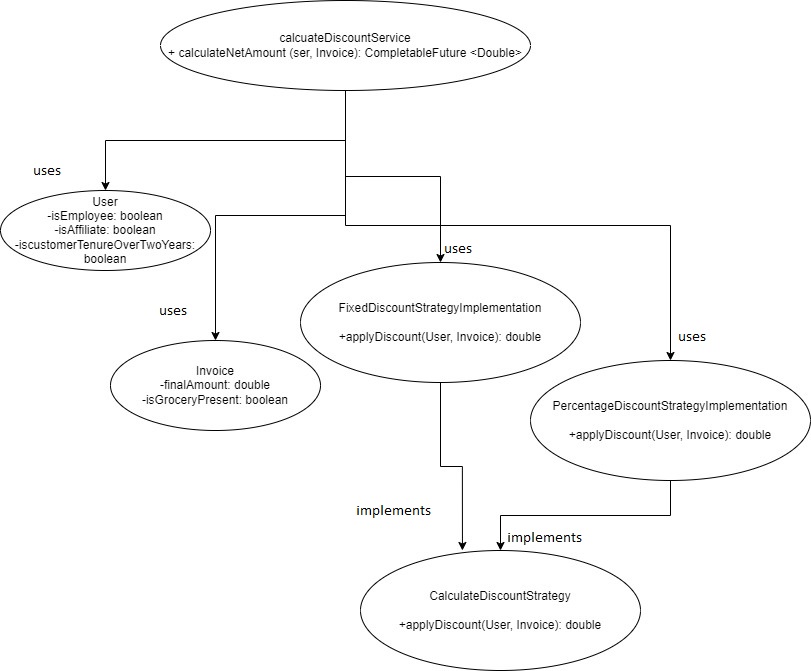 calcuateDiscountService
+ calculateNetAmount (ser, Invoice): CompletableFuture <Double>
uses
User
-isEmployee: boolean
-isAffiliate: boolean
-iscustomerTenureOverTwoYears:
boolean
uses
FixedDiscountStrategyImplementation
+applyDiscount(User, Invoice): double
uses
Invoice
-finalAmount: double
-isGroceryPresent: boolean
uses
PercentageDiscountStrategyImplementation
+applyDiscount(User, Invoice): double
implements
implements
CalculateDiscountStrategy
+applyDiscount(User, Invoice): double